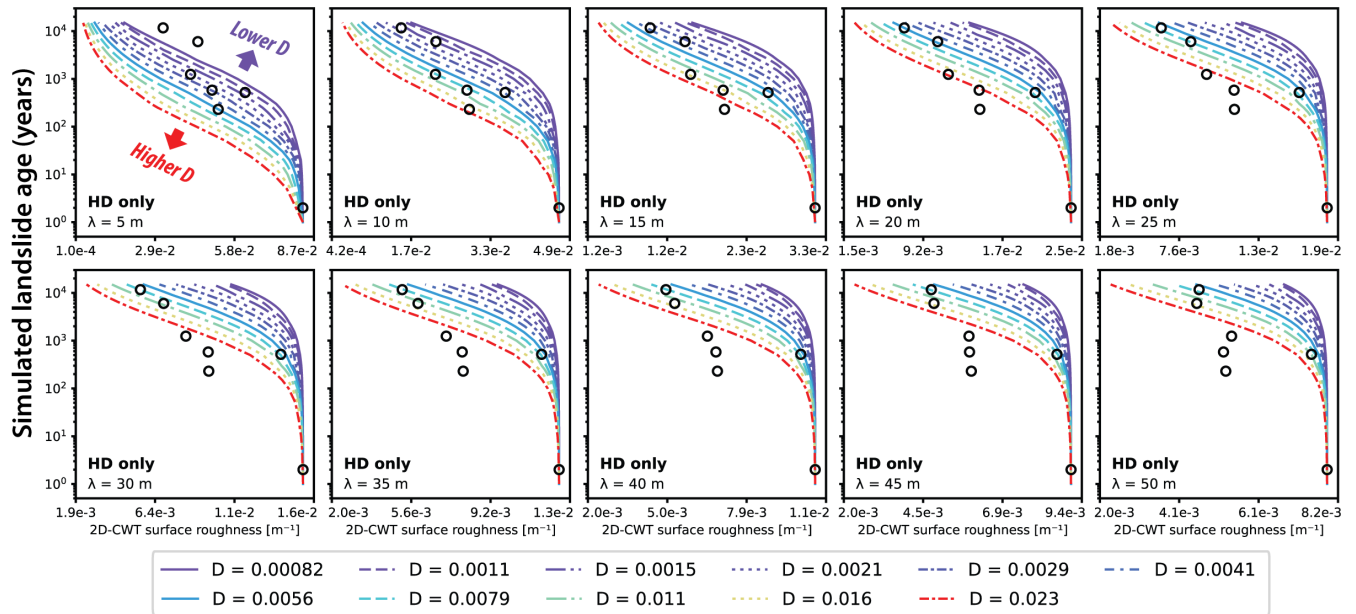 Simulated landslide age (years)
10⁴
10³
10²
10¹
10⁰
Lower D
Higher D
HD only
λ = 5 m
1.0e-4 2.9e-2 5.8e-2 8.7e-2
HD only
λ = 10 m
4.2e-4 1.7e-2 3.3e-2 4.9e-2
HD only
λ = 15 m
1.2e-3 1.2e-2 2.3e-2 3.3e-2
HD only
λ = 20 m
1.5e-3 9.2e-3 1.7e-2 2.5e-2
HD only
λ = 25 m
1.8e-3 7.6e-3 1.3e-2 1.9e-2
10⁴
10³
10²
10¹
10⁰
HD only
λ = 30 m
1.9e-3 6.4e-3 1.1e-2 1.6e-2
2D-CWT surface roughness [m⁻¹]
HD only
λ = 35 m
2.0e-3 5.6e-3 9.2e-3 1.3e-2
2D-CWT surface roughness [m⁻¹]
HD only
λ = 40 m
2.0e-3 5.0e-3 7.9e-3 1.1e-2
2D-CWT surface roughness [m⁻¹]
HD only
λ = 45 m
2.0e-3 4.5e-3 6.9e-3 9.4e-3
2D-CWT surface roughness [m⁻¹]
HD only
λ = 50 m
2.0e-3 4.1e-3 6.1e-3 8.2e-3
2D-CWT surface roughness [m⁻¹]
D = 0.00082 D = 0.0011 D = 0.0015 D = 0.0021 D = 0.0029 D = 0.0041
D = 0.0056 D = 0.0079 D = 0.011 D = 0.016 D = 0.023